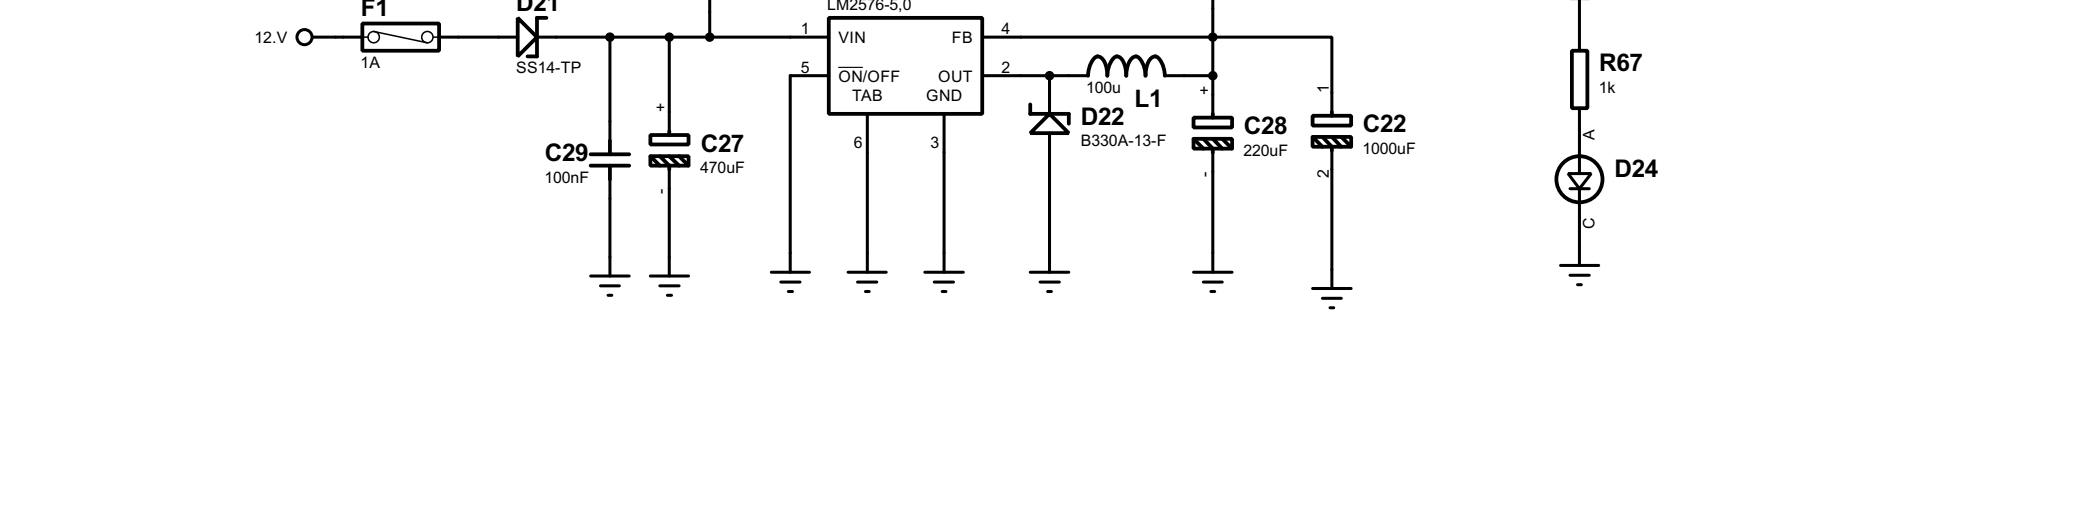 F1
D21
LM2576-5,0
12.V
1A
SS14-TP
1
VIN
FB
4
5
ON/OFF
OUT
2
TAB
GND
6
3
100u
L1
D22
B330A-13-F
+
C28
220uF
-
1
C22
1000uF
2
+
C27
470uF
-
C29
100nF
R67
1k
A
D24
C